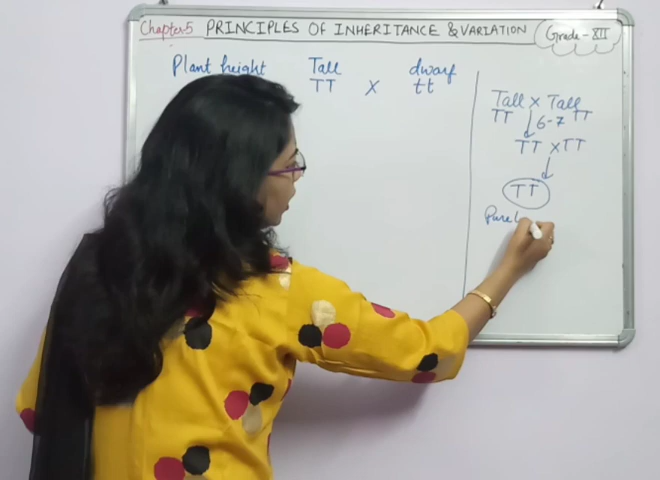 Chapter-5 PRINCIPLES OF INHERITANCE & VARIATION Grade-XII
Plant height Tall dwarf
TT X tt
Tall x Tall
TT 6-7 TT
TT x TT
TT
Pure